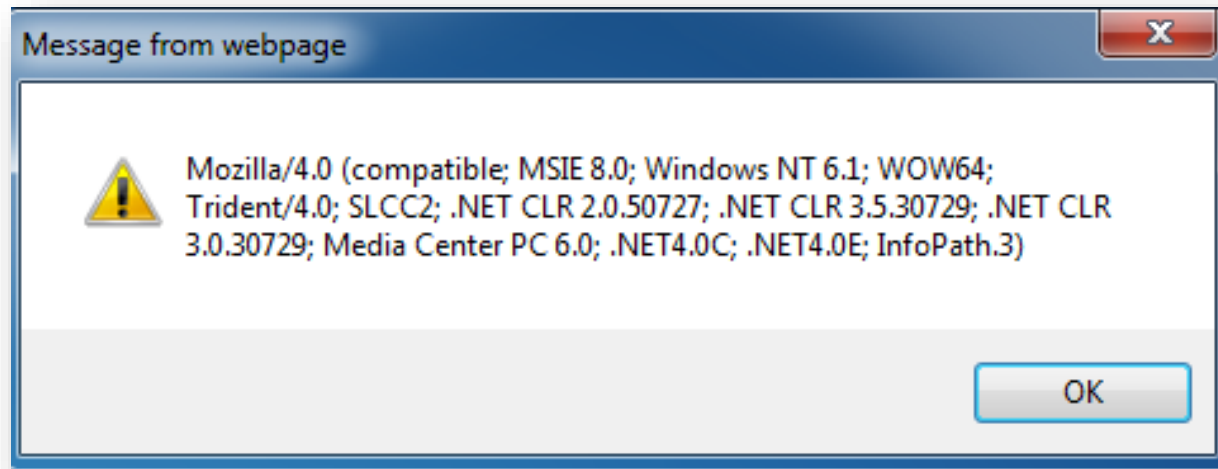 Message from webpage
Mozilla/4.0 (compatible; MSIE 8.0; Windows NT 6.1; WOW64;
Trident/4.0; SLCC2; .NET CLR 2.0.50727; .NET CLR 3.5.30729; .NET CLR
3.0.30729; Media Center PC 6.0; .NET4.0C; .NET4.0E; InfoPath.3)
OK